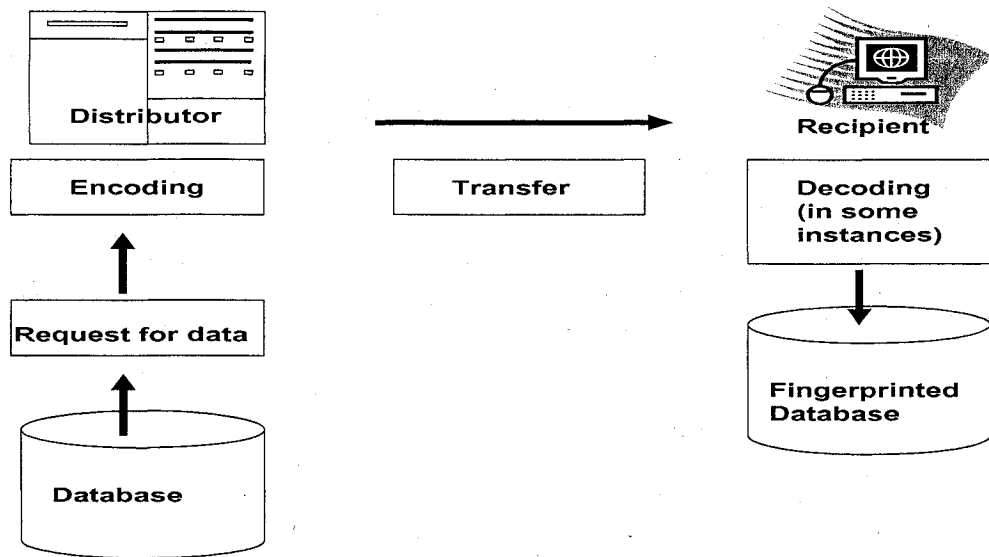 Distributor
Recipient
Encoding
Transfer
Decoding
(in some
instances)
Request for data
Fingerprinted
Database
Database